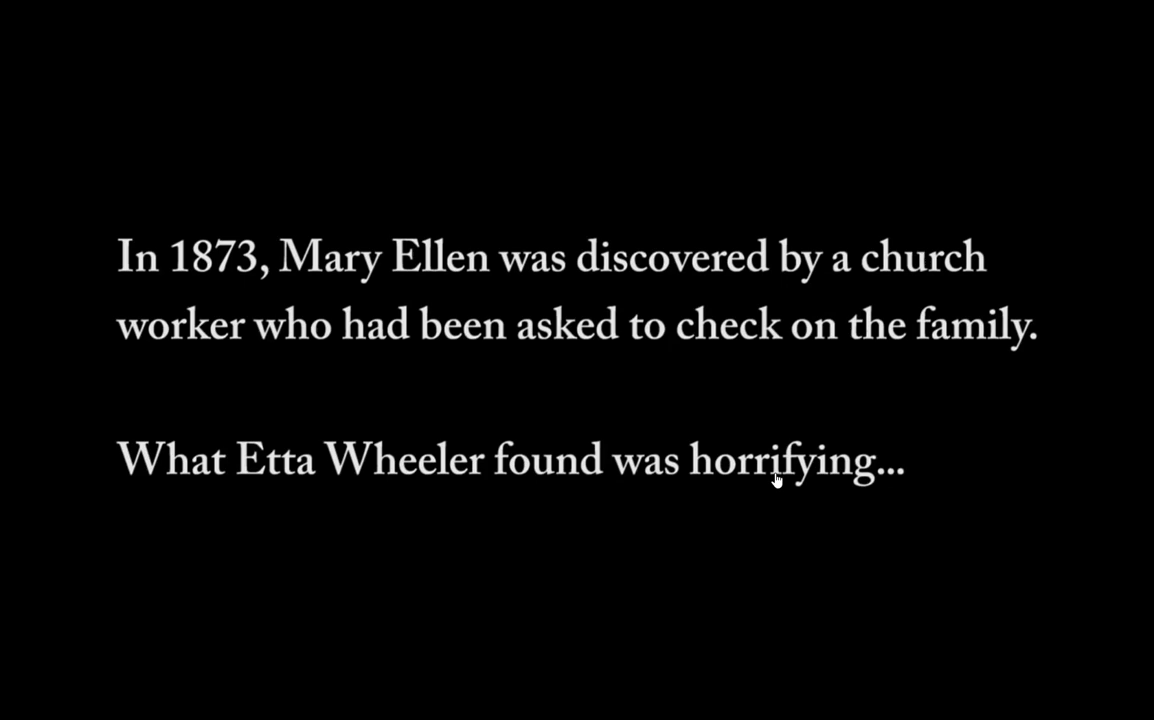 In 1873, Mary Ellen was discovered by a church
worker who had been asked to check on the family.
What Etta Wheeler found was horrifying...